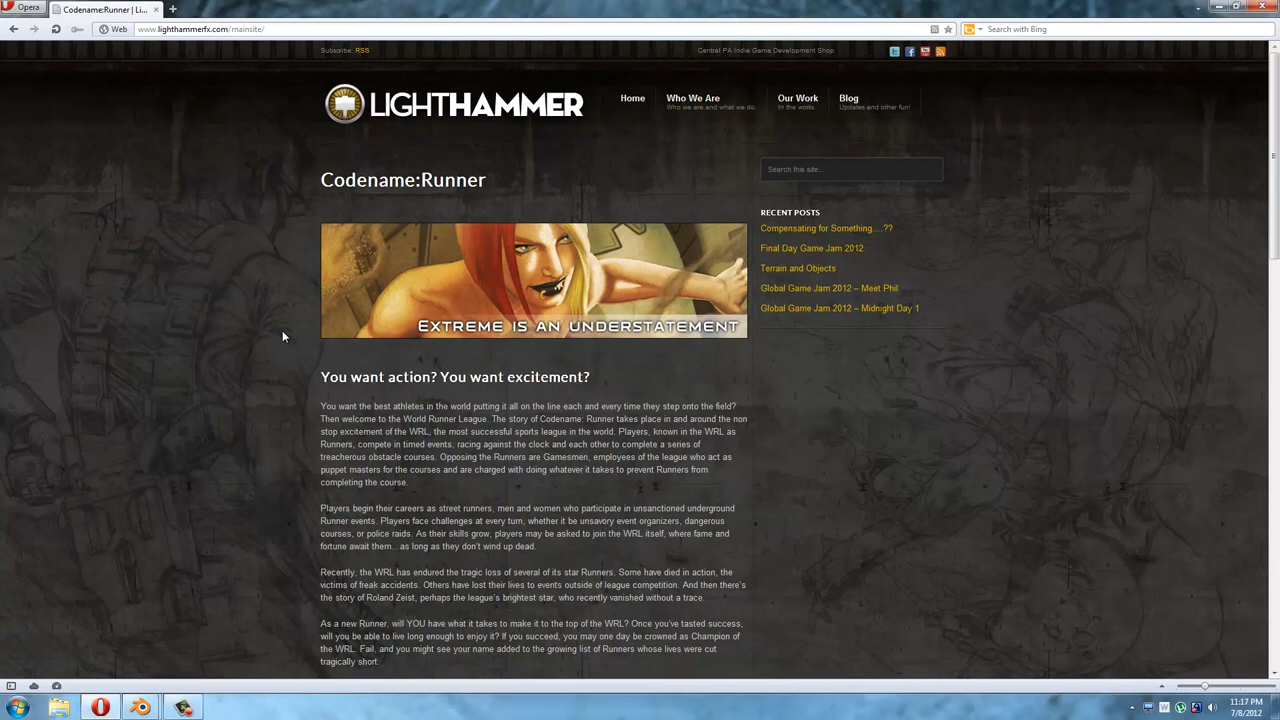 Opera
Codename:Runner | Li...
Web
www.lighthammerfx.com/mainsite/
Search with Bing
Subscribe: RSS
Central PA Indie Game Development Shop
LIGHTHAMMER
Home
Who We Are
Who we are and what we do.
Our Work
In the works.
Blog
Updates and other fun!
Codename:Runner
Search this site...
EXTREME IS AN UNDERSTATEMENT
RECENT POSTS
Compensating for Something....??
Final Day Game Jam 2012
Terrain and Objects
Global Game Jam 2012 – Meet Phil
Global Game Jam 2012 – Midnight Day 1
You want action? You want excitement?
You want the best athletes in the world putting it all on the line each and every time they step onto the field?
Then welcome to the World Runner League. The story of Codename: Runner takes place in and around the non
stop excitement of the WRL, the most successful sports league in the world. Players, known in the WRL as
Runners, compete in timed events, racing against the clock and each other to complete a series of
treacherous obstacle courses. Opposing the Runners are Gamesmen, employees of the league who act as
puppet masters for the courses and are charged with doing whatever it takes to prevent Runners from
completing the course.
Players begin their careers as street runners, men and women who participate in unsanctioned underground
Runner events. Players face challenges at every turn, whether it be unsavory event organizers, dangerous
courses, or police raids. As their skills grow, players may be asked to join the WRL itself, where fame and
fortune await them...as long as they don't wind up dead.
Recently, the WRL has endured the tragic loss of several of its star Runners. Some have died in action, the
victims of freak accidents. Others have lost their lives to events outside of league competition. And then there's
the story of Roland Zeist, perhaps the league's brightest star, who recently vanished without a trace.
As a new Runner, will YOU have what it takes to make it to the top of the WRL? Once you've tasted success,
will you be able to live long enough to enjoy it? If you succeed, you may one day be crowned as Champion of
the WRL. Fail, and you might see your name added to the growing list of Runners whose lives were cut
tragically short.
11:17 PM
7/8/2012